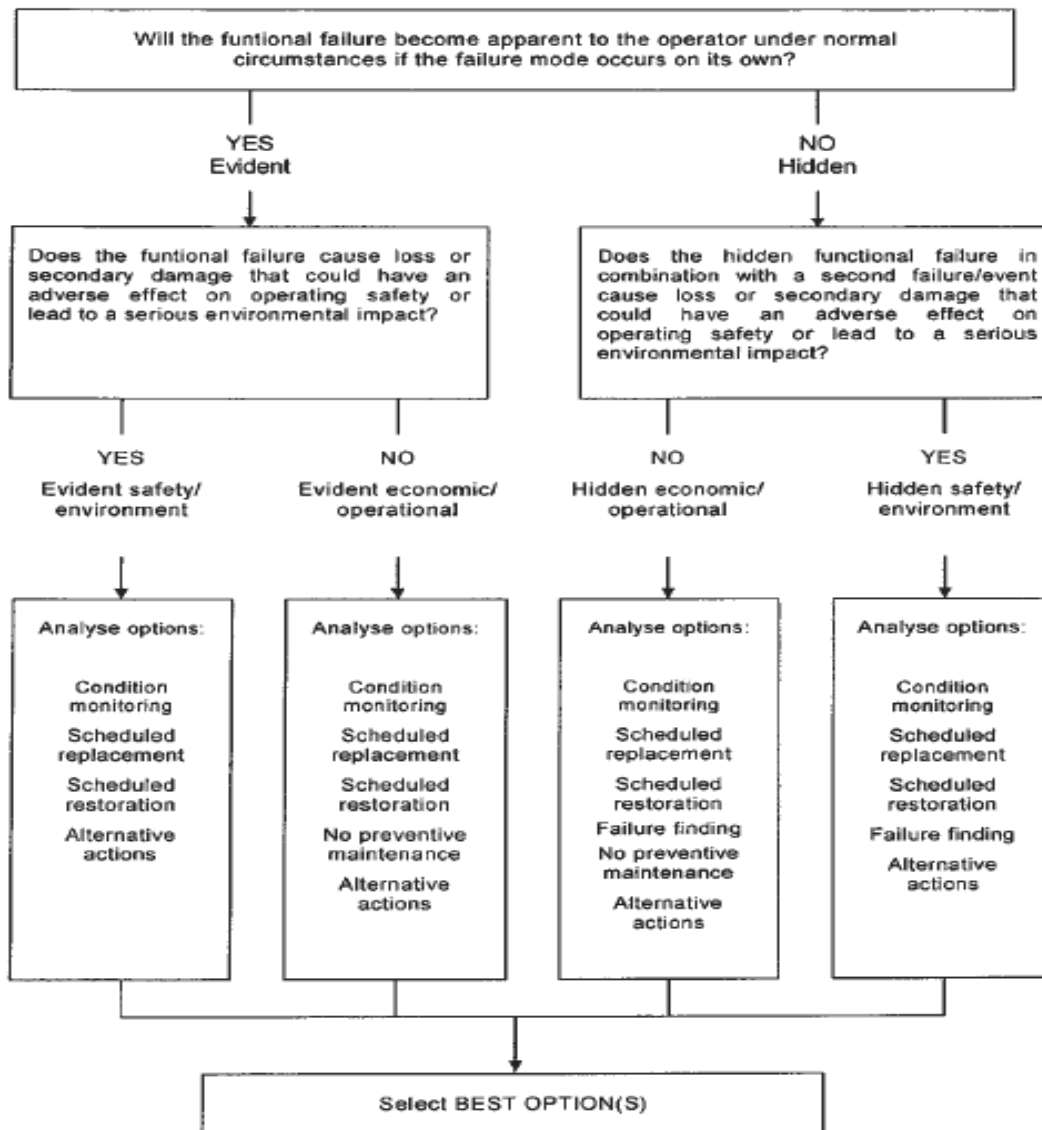 Will the funtional failure become apparent to the operator under normal
circumstances if the failure mode occurs on its own?
YES
Evident
NO
Hidden
Does the funtional failure cause loss or
secondary damage that could have an
adverse effect on operating safety or
lead to a serious environmental impact?
Does the hidden functional failure in
combination with a second failure/event
cause loss or secondary damage that
could have an adverse effect on
operating safety or lead to a serious
environmental impact?
YES
Evident safety/
environment
NO
Evident economic/
operational
NO
Hidden economic/
operational
YES
Hidden safety/
environment
Analyse options:
Condition
monitoring
Scheduled
replacement
Scheduled
restoration
Alternative
actions
Analyse options:
Condition
monitoring
Scheduled
replacement
Scheduled
restoration
No preventive
maintenance
Alternative
actions
Analyse options:
Condition
monitoring
Scheduled
replacement
Scheduled
restoration
Failure finding
No preventive
maintenance
Alternative
actions
Analyse options:
Condition
monitoring
Scheduled
replacement
Scheduled
restoration
Failure finding
Alternative
actions
Select BEST OPTION(S)